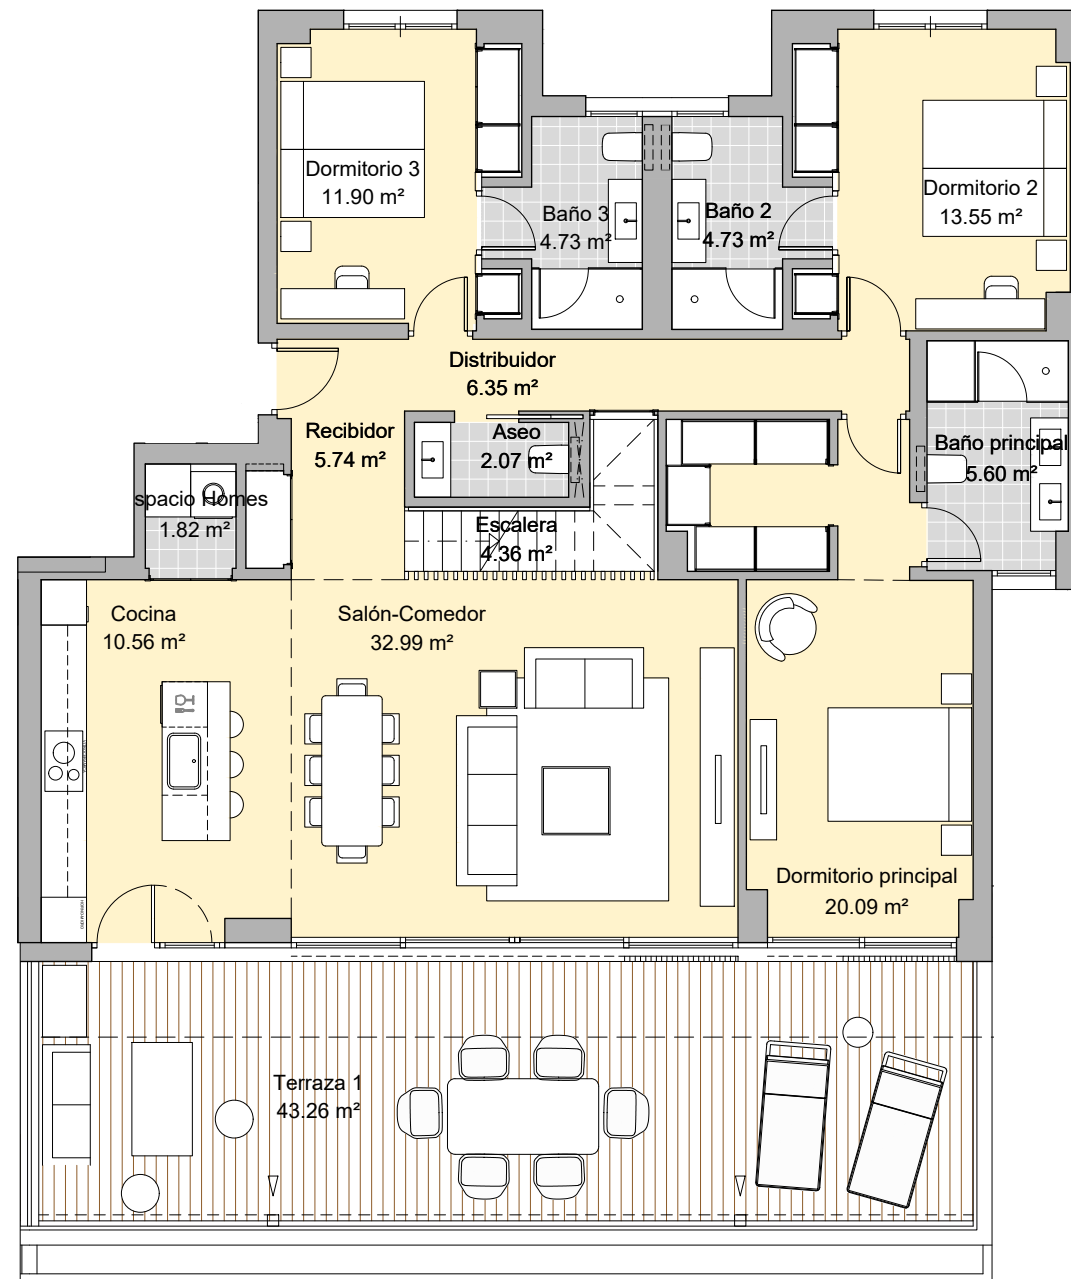 Dormitorio 3
11.90 m²
Dormitorio 2
13.55 m²
Baño 3
4.73 m²
Baño 2
4.73 m²
Distribuidor
6.35 m²
Recibidor
5.74 m²
Aseo
2.07 m²
Baño principal
5.60 m²
spacio Homes
1.82 m²
Escalera
4.36 m²
Cocina
10.56 m²
Salón-Comedor
32.99 m²
Dormitorio principal
20.09 m²
Terraza 1
43.26 m²